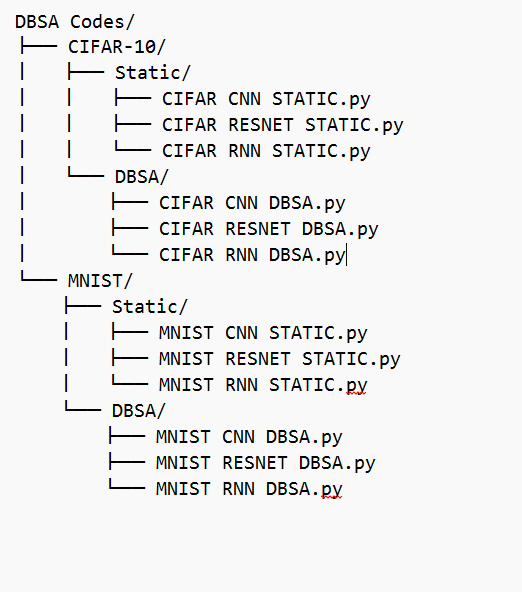 DBSA Codes/
├── CIFAR-10/
│   ├── Static/
│   │   ├── CIFAR CNN STATIC.py
│   │   ├── CIFAR RESNET STATIC.py
│   │   └── CIFAR RNN STATIC.py
│   └── DBSA/
│       ├── CIFAR CNN DBSA.py
│       ├── CIFAR RESNET DBSA.py
│       └── CIFAR RNN DBSA.py
└── MNIST/
    ├── Static/
    │   ├── MNIST CNN STATIC.py
    │   ├── MNIST RESNET STATIC.py
    │   └── MNIST RNN STATIC.py
    └── DBSA/
        ├── MNIST CNN DBSA.py
        ├── MNIST RESNET DBSA.py
        └── MNIST RNN DBSA.py